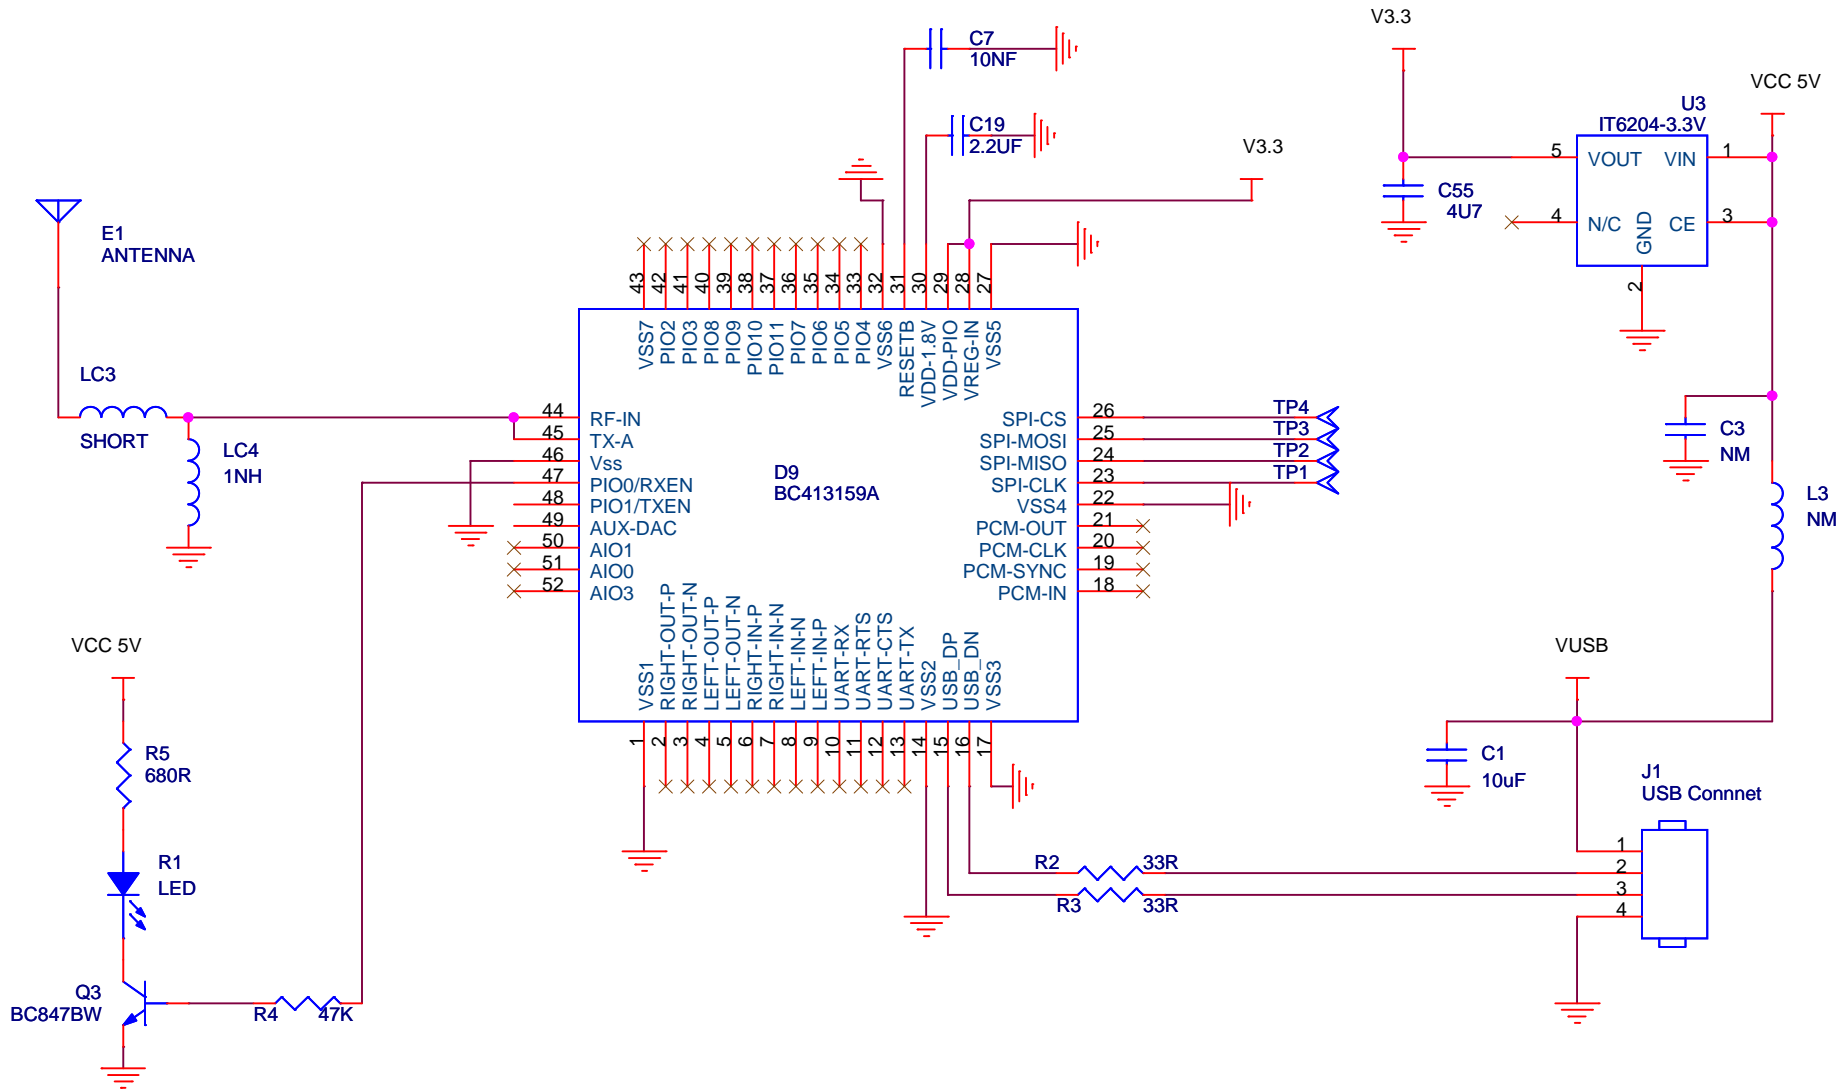 V3.3
C7
10NF
VCC 5V
U3
IT6204-3.3V
C19
2.2UF
V3.3
5
VOUT
VIN
1
C55
4U7
4
N/C
GND
CE
3
2
E1
ANTENNA
43
42
41
40
39
38
37
36
35
34
33
32
31
30
29
28
27
VSS7
PIO2
PIO3
PIO8
PIO9
PIO10
PIO11
PIO7
PIO6
PIO5
PIO4
VSS6
RESETB
VDD-1.8V
VDD-PIO
VREG-IN
VSS5
LC3
SHORT
LC4
1NH
44 RF-IN
45 TX-A
46 Vss
47 PIO0/RXEN
48 PIO1/TXEN
49 AUX-DAC
50 AIO1
51 AIO0
52 AIO3
D9
BC413159A
SPI-CS 26 TP4
SPI-MOSI 25 TP3
SPI-MISO 24 TP2
SPI-CLK 23 TP1
VSS4 22
PCM-OUT 21
PCM-CLK 20
PCM-SYNC 19
PCM-IN 18
C3
NM
L3
NM
VSS1
RIGHT-OUT-P
RIGHT-OUT-N
LEFT-OUT-P
LEFT-OUT-N
RIGHT-IN-P
RIGHT-IN-N
LEFT-IN-N
LEFT-IN-P
UART-RX
UART-RTS
UART-CTS
UART-TX
VSS2
USB_DP
USB_DN
VSS3
1
2
3
4
5
6
7
8
9
10
11
12
13
14
15
16
17
VCC 5V
VUSB
R5
680R
C1
10uF
J1
USB Connnet
1
2
3
4
R1
LED
R2 33R
R3 33R
Q3
BC847BW
R4 47K